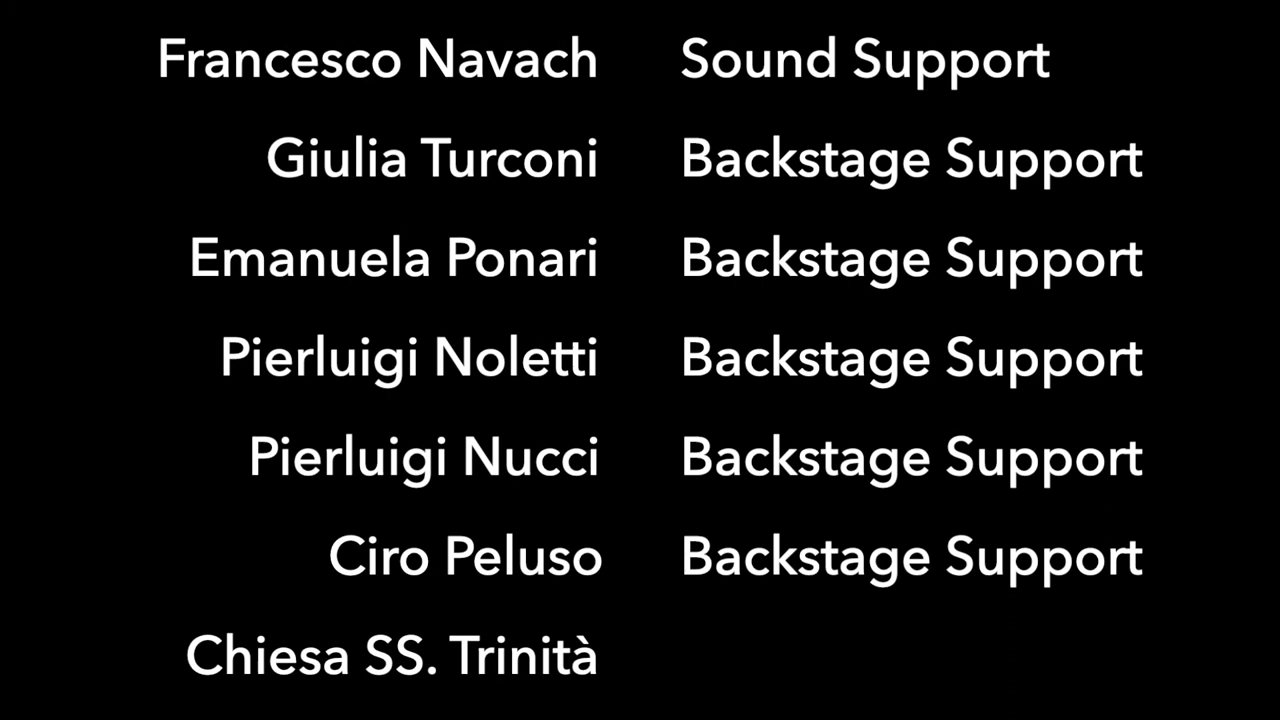 Francesco Navach Sound Support
Giulia Turconi Backstage Support
Emanuela Ponari Backstage Support
Pierluigi Noletti Backstage Support
Pierluigi Nucci Backstage Support
Ciro Peluso Backstage Support
Chiesa SS. Trinità